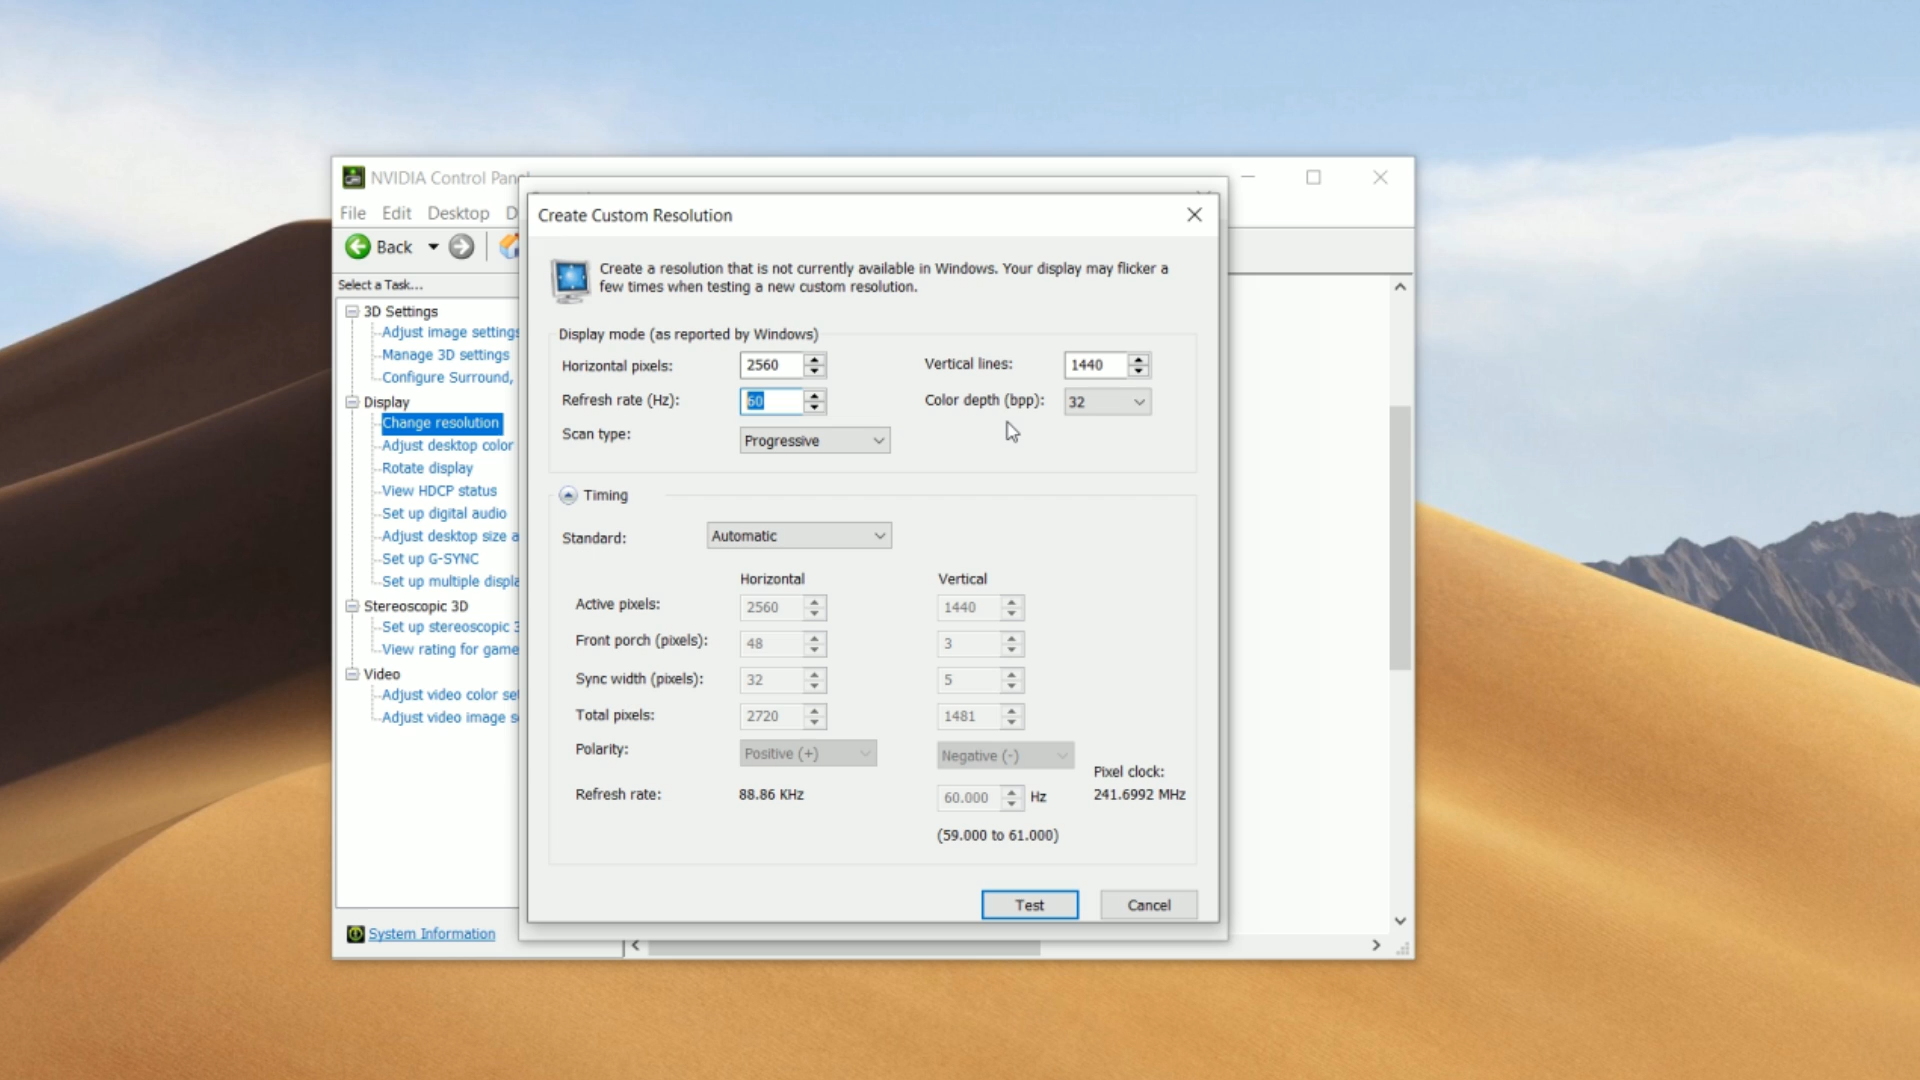 NVIDIA Control Panel
File Edit Desktop D
Back
Select a Task...
3D Settings
Adjust image settings
Manage 3D settings
Configure Surround,
Display
Change resolution
Adjust desktop color
Rotate display
View HDCP status
Set up digital audio
Adjust desktop size a
Set up G-SYNC
Set up multiple displa
Stereoscopic 3D
Set up stereoscopic 3
View rating for game
Video
Adjust video color se
Adjust video image s
System Information
Create Custom Resolution
Create a resolution that is not currently available in Windows. Your display may flicker a
few times when testing a new custom resolution.
Display mode (as reported by Windows)
Horizontal pixels: 2560 Vertical lines: 1440
Refresh rate (Hz): 60 Color depth (bpp): 32
Scan type: Progressive
Timing
Standard: Automatic
Horizontal Vertical
Active pixels: 2560 1440
Front porch (pixels): 48 3
Sync width (pixels): 32 5
Total pixels: 2720 1481
Polarity: Positive (+) Negative (-)
Pixel clock:
Refresh rate: 88.86 KHz 60.000 Hz 241.6992 MHz
(59.000 to 61.000)
Test Cancel